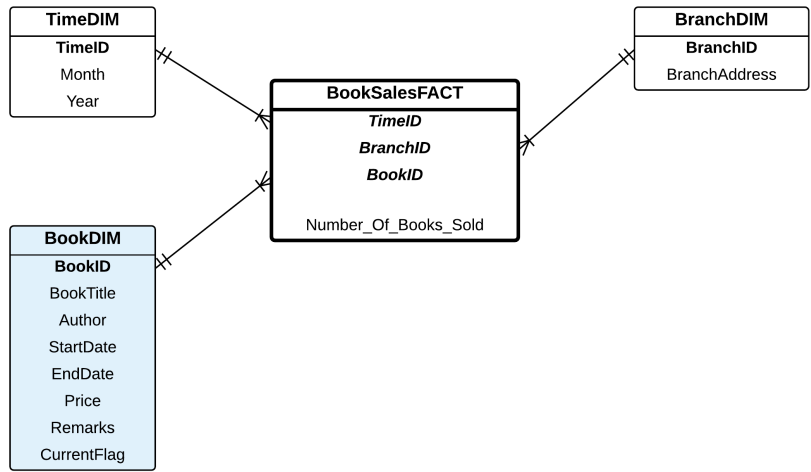 TimeDIM
TimeID
Month
Year
BranchDIM
BranchID
BranchAddress
BookSalesFACT
TimeID
BranchID
BookID
Number_Of_Books_Sold
BookDIM
BookID
BookTitle
Author
StartDate
EndDate
Price
Remarks
CurrentFlag